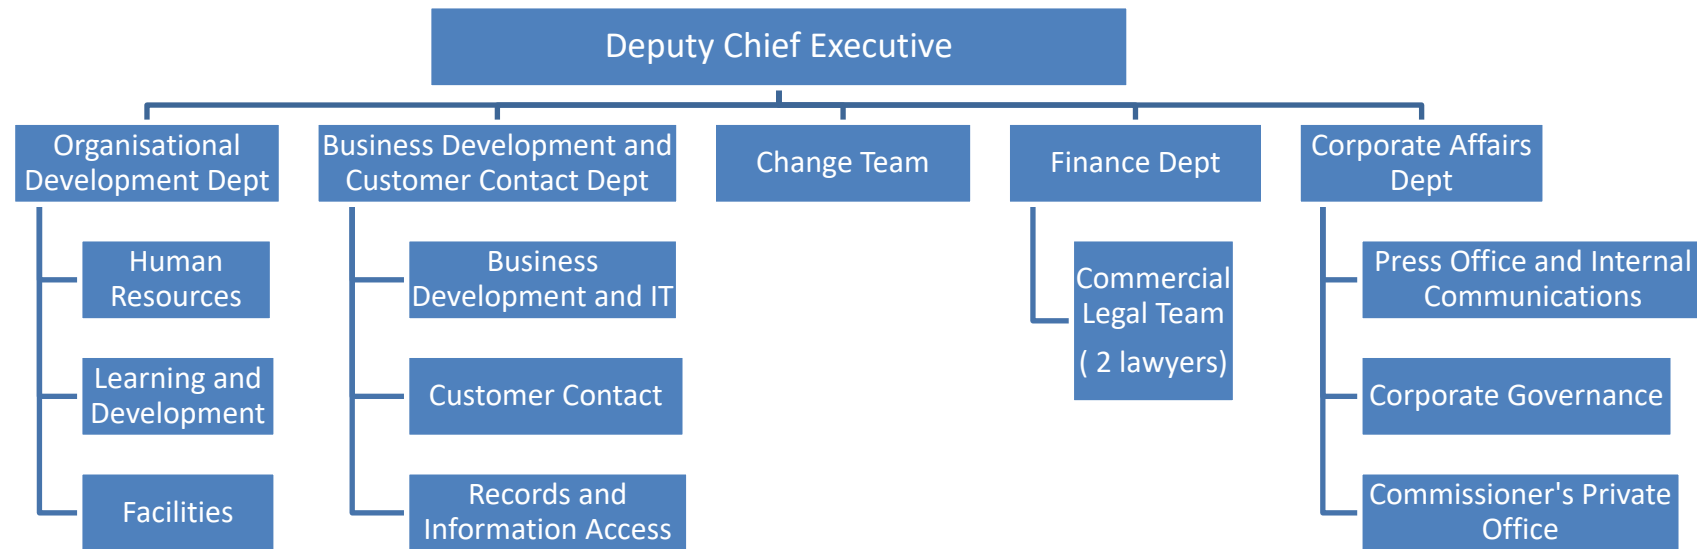 Deputy Chief Executive
Organisational
Development Dept
Business Development and
Customer Contact Dept
Change Team
Finance Dept
Corporate Affairs
Dept
Human
Resources
Learning and
Development
Facilities
Business
Development and IT
Customer Contact
Records and
Information Access
Commercial
Legal Team
( 2 lawyers)
Press Office and Internal
Communications
Corporate Governance
Commissioner's Private
Office